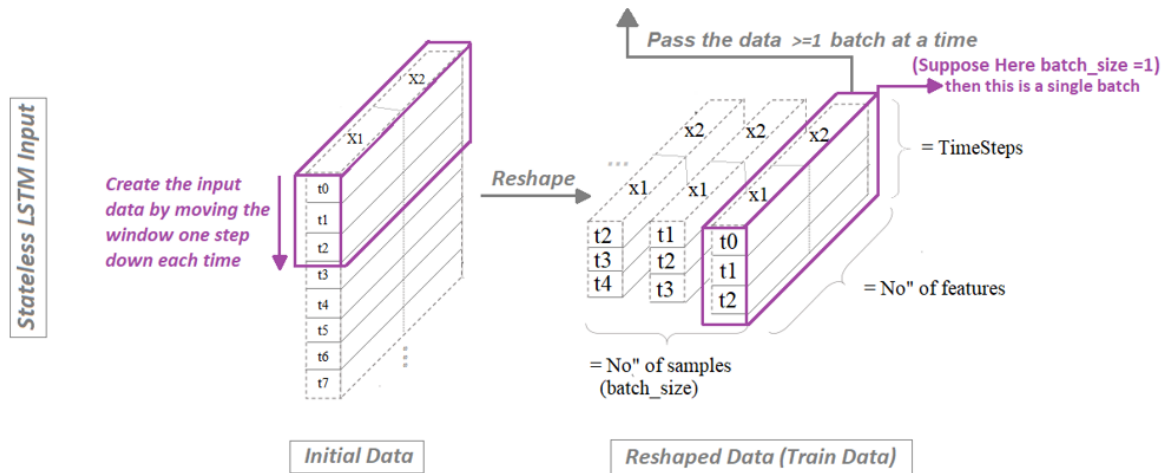 Stateless LSTM Input
Create the input
data by moving the
window one step
down each time
X2
X1
t0
t1
t2
t3
t4
t5
t6
t7
Initial Data
Reshape
Pass the data >=1 batch at a time
(Suppose Here batch_size =1)
then this is a single batch
...
x2 x2 x2
x1 x1 x1
t2 t1 t0
t3 t2 t1
t4 t3 t2
= TimeSteps
= No" of features
= No" of samples
(batch_size)
Reshaped Data (Train Data)